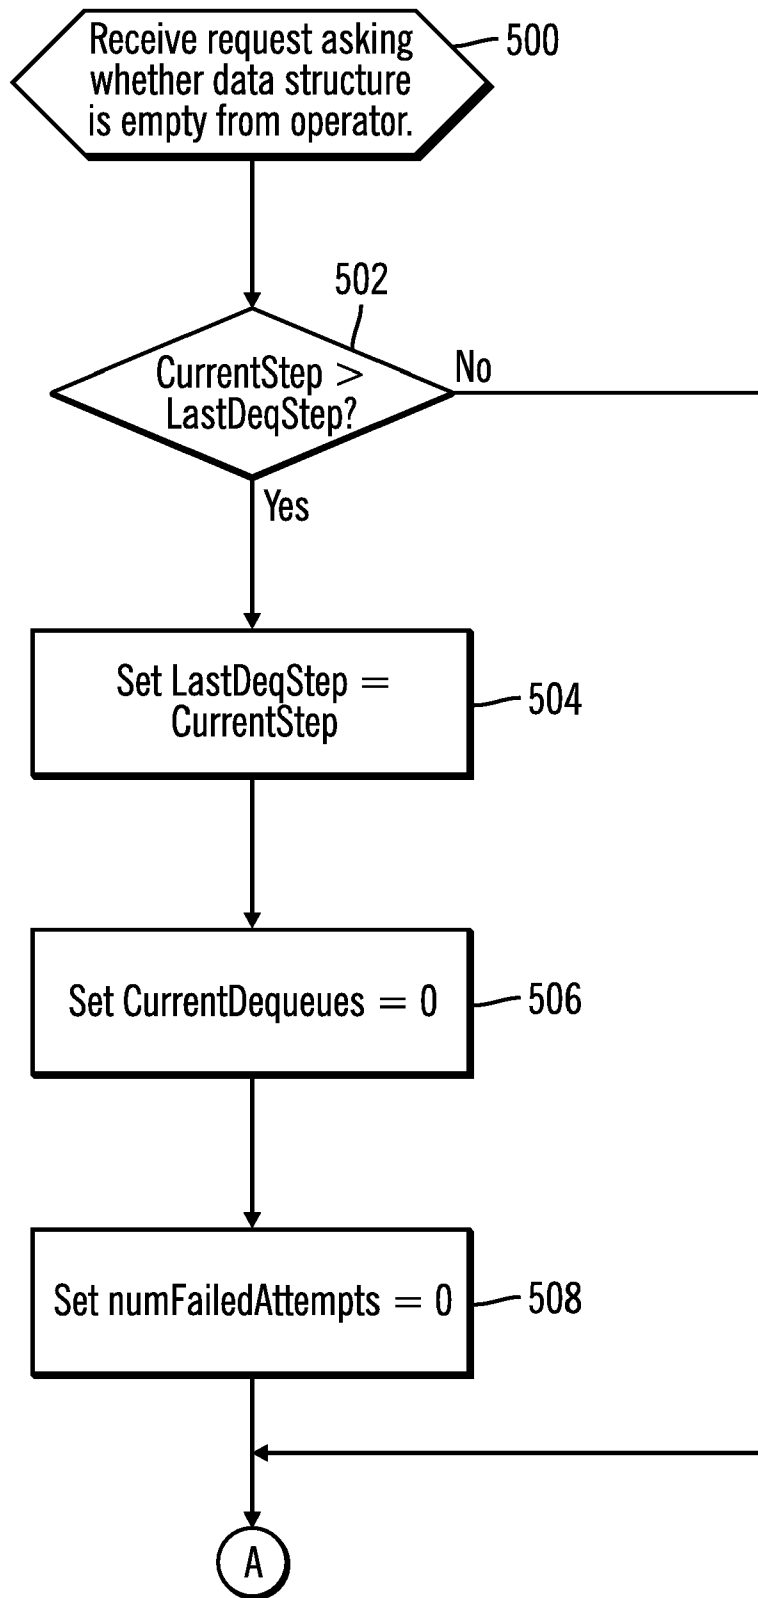 Receive request asking
whether data structure
is empty from operator.
500
502
CurrentStep >
LastDeqStep?
No
Yes
Set LastDeqStep =
CurrentStep
504
Set CurrentDequeues = 0
506
Set numFailedAttempts = 0
508
A